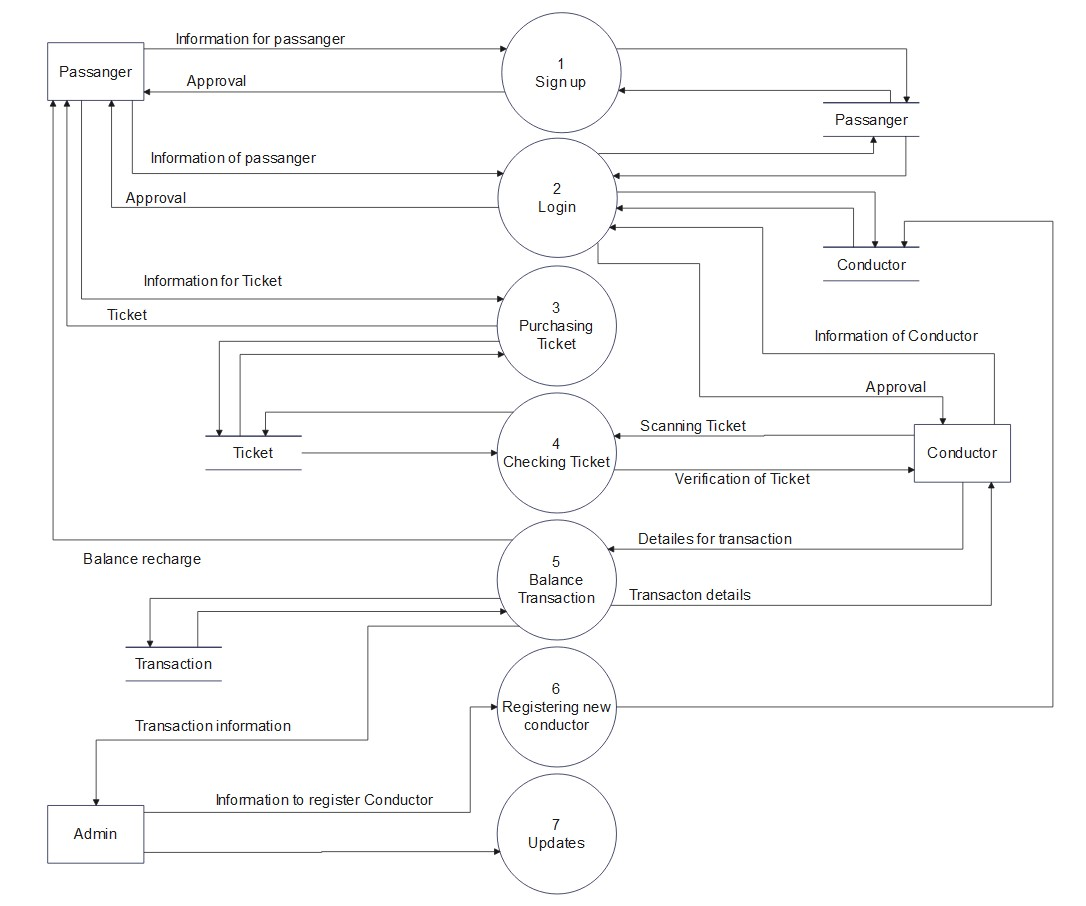 Information for passanger
1
Sign up
Passanger
Approval
Passanger
Information of passanger
2
Login
Approval
Conductor
Information for Ticket
3
Purchasing
Ticket
Ticket
Information of Conductor
Approval
Scanning Ticket
4
Checking Ticket
Ticket
Conductor
Verification of Ticket
Detailes for transaction
Balance recharge
5
Balance
Transaction
Transacton details
Transaction
6
Registering new
conductor
Transaction information
Information to register Conductor
7
Updates
Admin